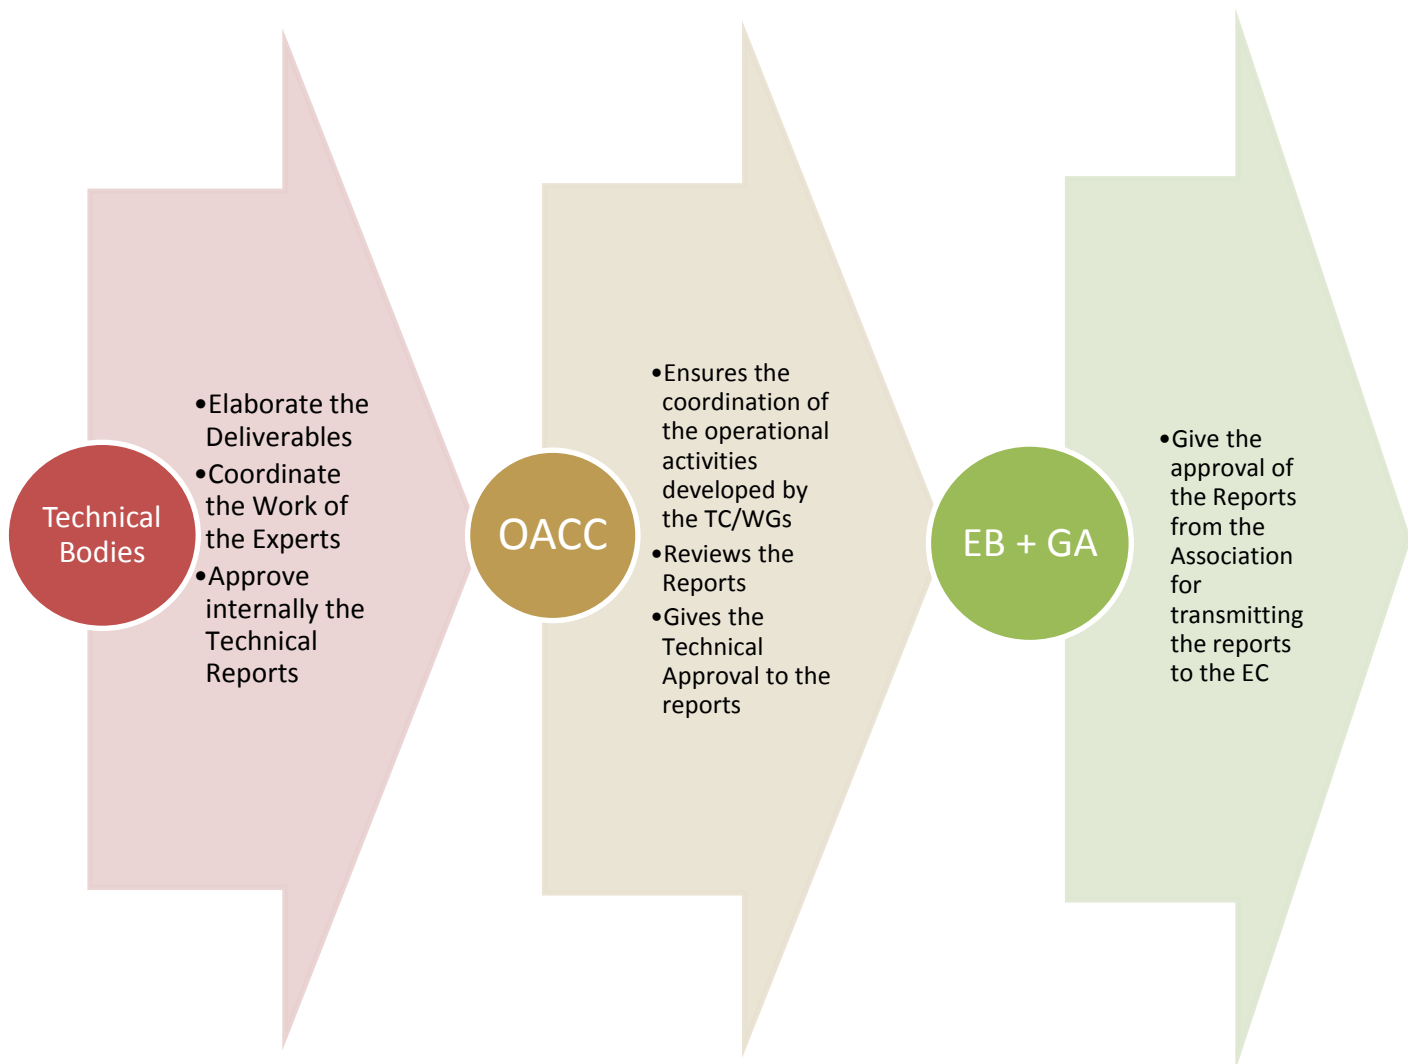 Technical
Bodies
•Elaborate the
Deliverables
•Coordinate
the Work of
the Experts
•Approve
internally the
Technical
Reports
OACC
•Ensures the
coordination of
the operational
activities
developed by
the TC/WGs
•Reviews the
Reports
•Gives the
Technical
Approval to the
reports
EB + GA
•Give the
approval of
the Reports
from the
Association
for
transmitting
the reports
to the EC